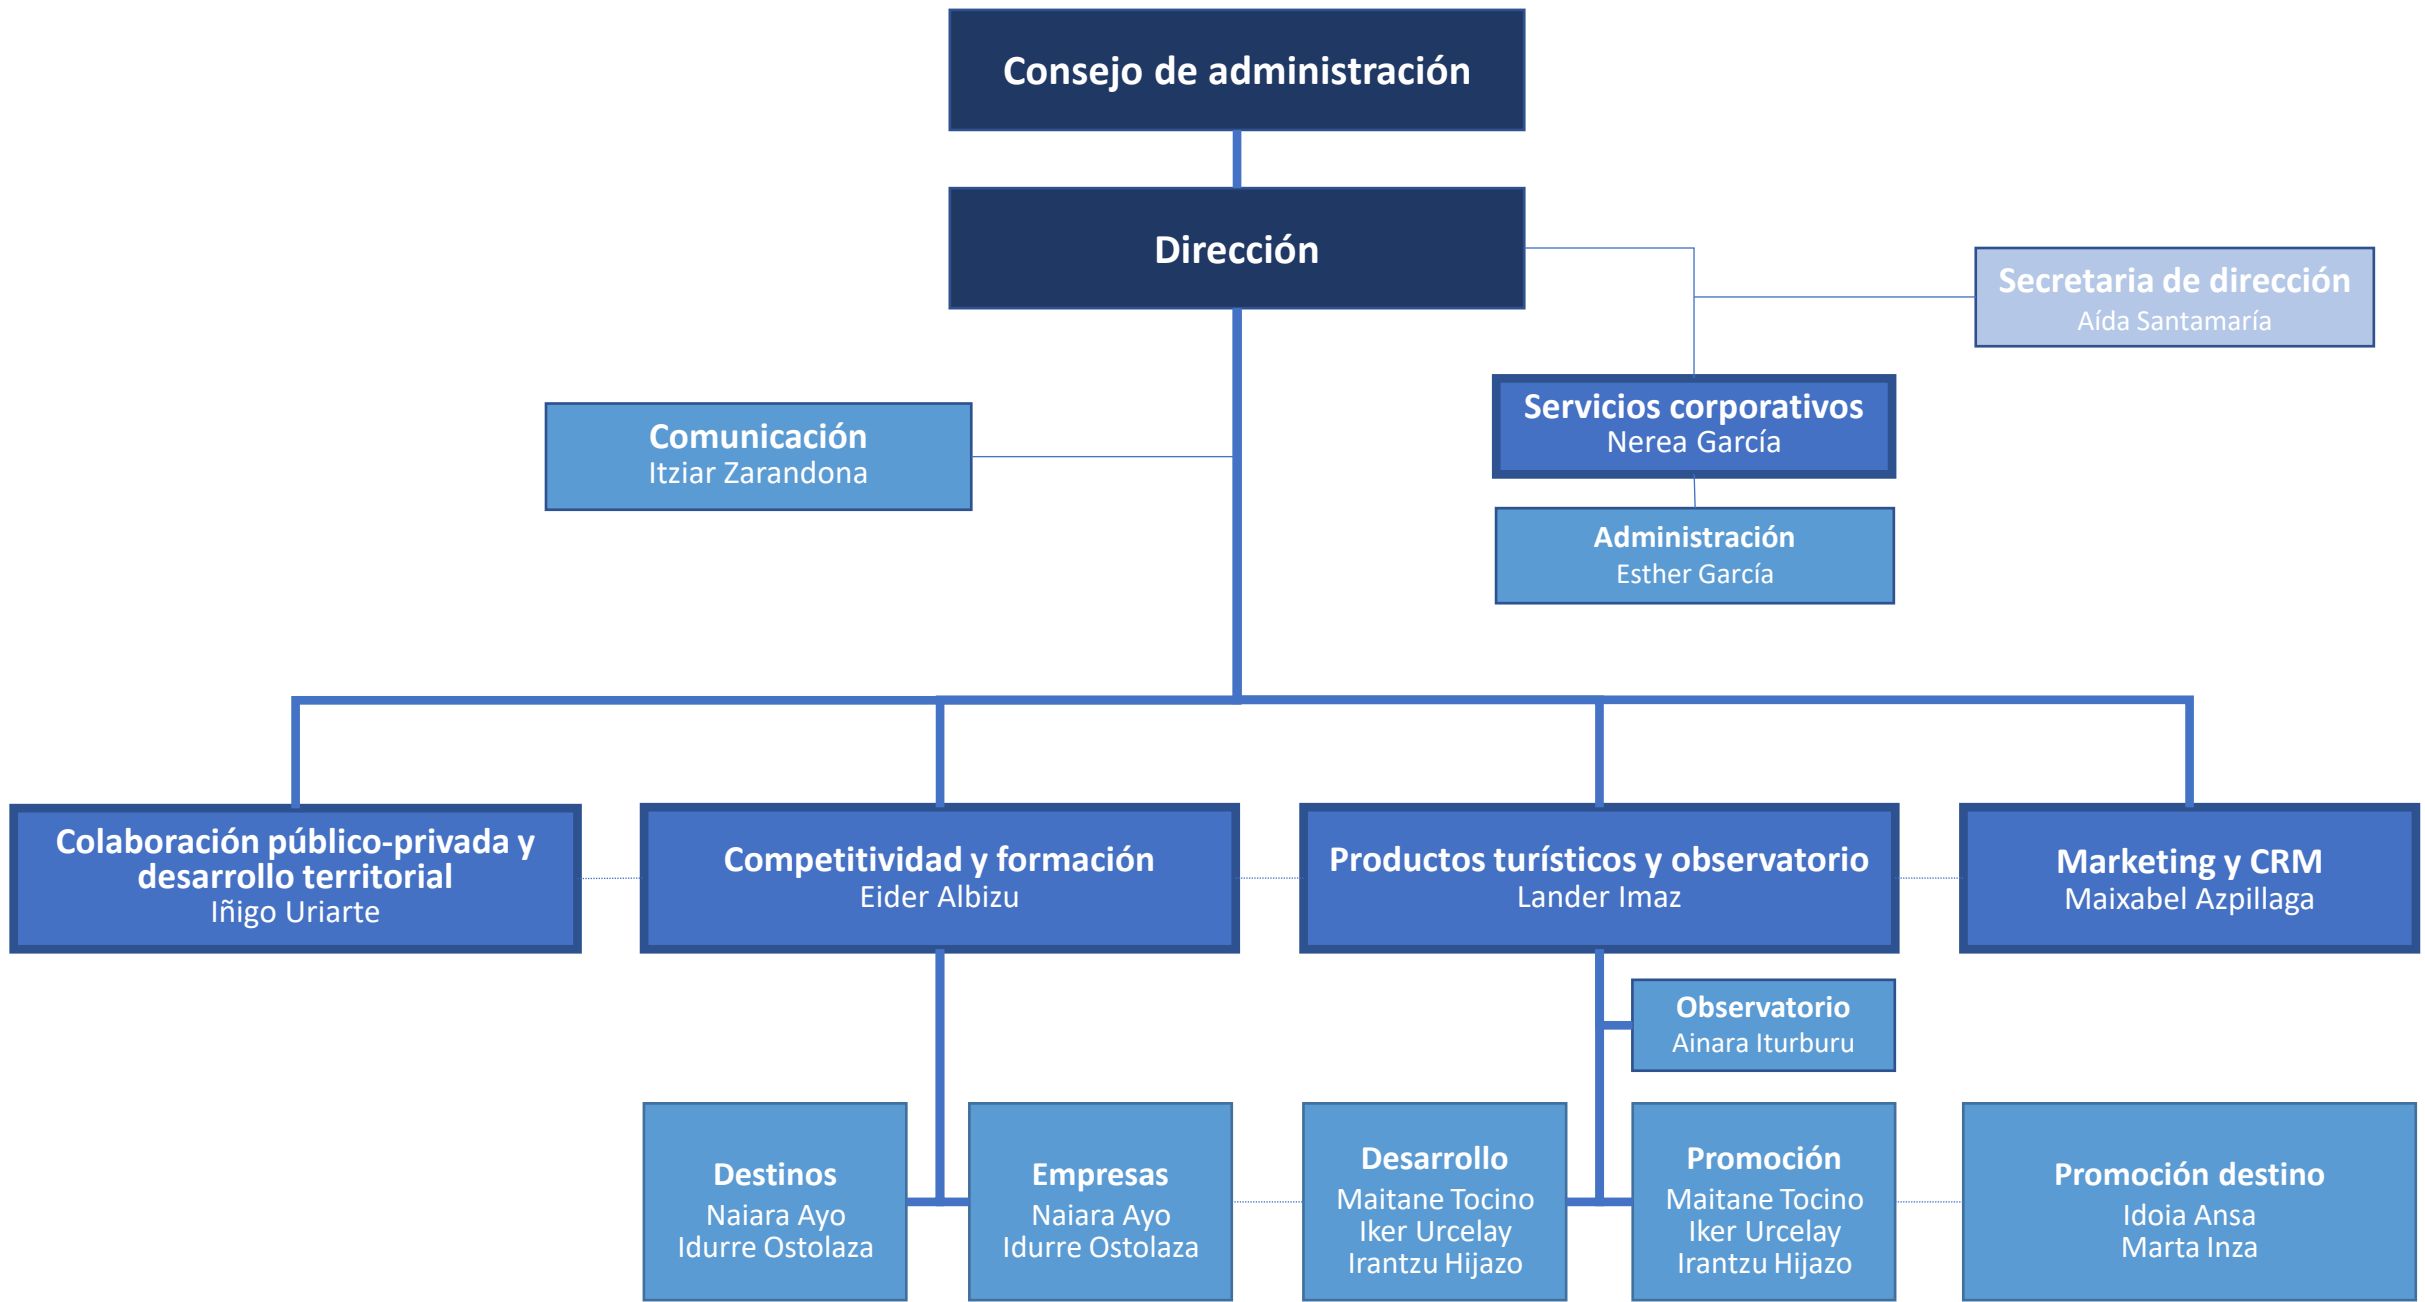 Consejo de administración
Dirección
Secretaria de dirección
Aída Santamaría
Servicios corporativos
Nerea García
Comunicación
Itziar Zarandona
Administración
Esther García
Colaboración público-privada y
desarrollo territorial
Iñigo Uriarte
Competitividad y formación
Eider Albizu
Productos turísticos y observatorio
Lander Imaz
Marketing y CRM
Maixabel Azpillaga
Observatorio
Ainara Iturburu
Destinos
Naiara Ayo
Idurre Ostolaza
Empresas
Naiara Ayo
Idurre Ostolaza
Desarrollo
Maitane Tocino
Iker Urcelay
Irantzu Hijazo
Promoción
Maitane Tocino
Iker Urcelay
Irantzu Hijazo
Promoción destino
Idoia Ansa
Marta Inza